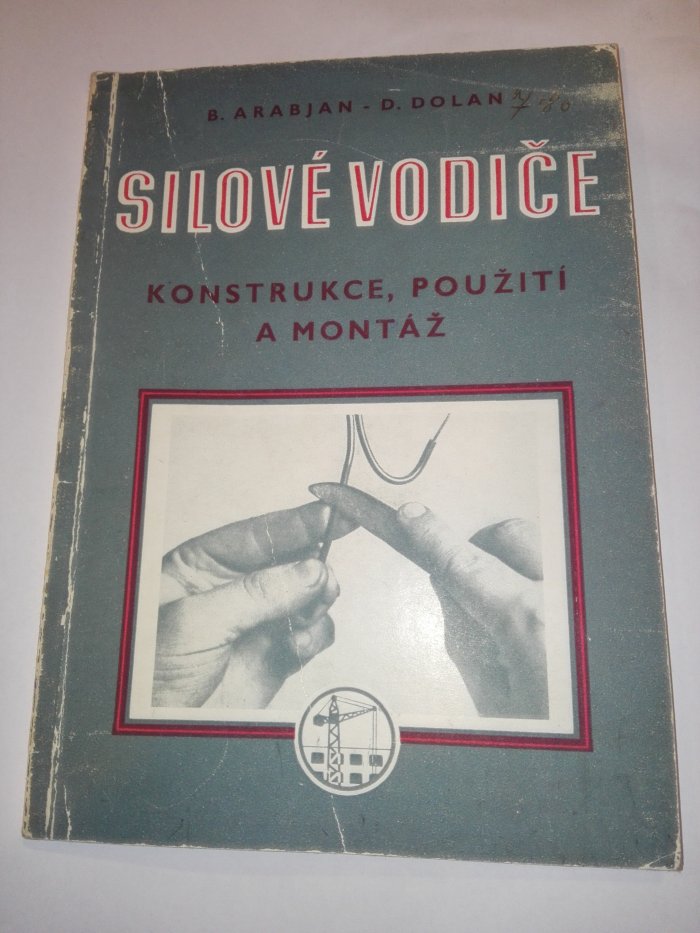 B. ARABJAN - D. DOLAN
SILOVÉ VODIČE
KONSTRUKCE, POUŽITÍ
A MONTÁŽ